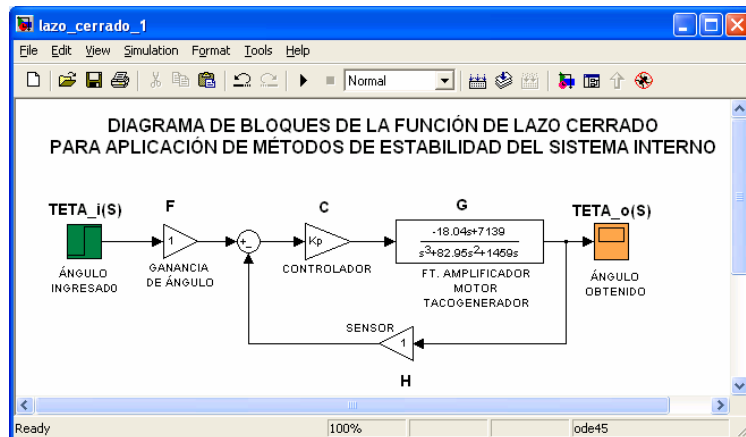 lazo_cerrado_1
File Edit View Simulation Format Tools Help
Normal
DIAGRAMA DE BLOQUES DE LA FUNCIÓN DE LAZO CERRADO
PARA APLICACIÓN DE MÉTODOS DE ESTABILIDAD DEL SISTEMA INTERNO
TETA_i(S) F C G TETA_o(S)
1
+_
Kp
-18.04s+7139
s3+82.95s2+1459s
ÁNGULO
INGRESADO
GANANCIA
DE ÁNGULO
CONTROLADOR
FT. AMPLIFICADOR
MOTOR
TACOGENERADOR
ÁNGULO
OBTENIDO
SENSOR
1
H
Ready 100% ode45